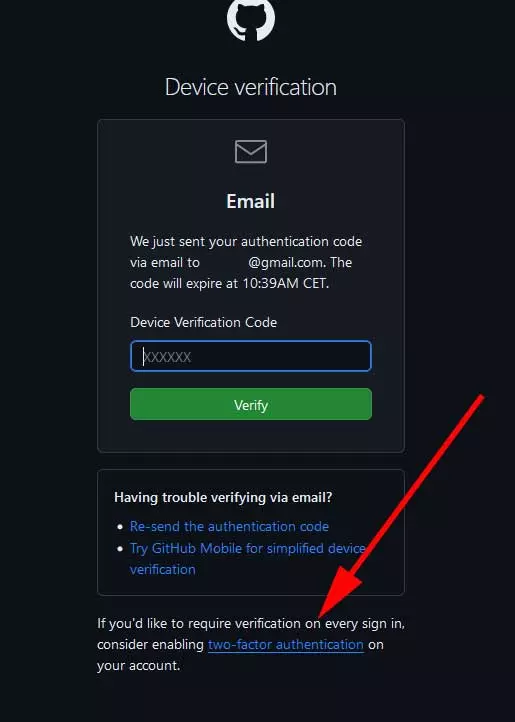 Device verification
Email
We just sent your authentication code
via email to @gmail.com. The
code will expire at 10:39AM CET.
Device Verification Code
XXXXXX
Verify
Having trouble verifying via email?
• Re-send the authentication code
• Try GitHub Mobile for simplified device
verification
If you'd like to require verification on every sign in,
consider enabling two-factor authentication on
your account.